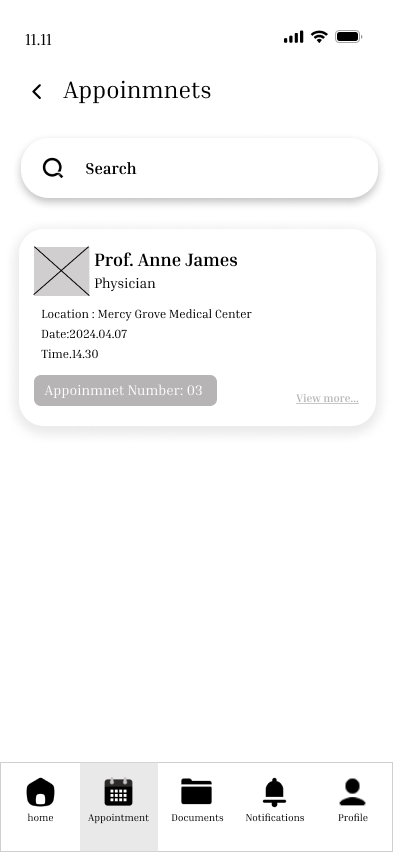 11.11
Appoinmnets
Search
Prof. Anne James
Physician
Location : Mercy Grove Medical Center
Date:2024.04.07
Time.14.30
Appoinmnet Number: 03
View more...
home
Appointment
Documents
Notifications
Profile